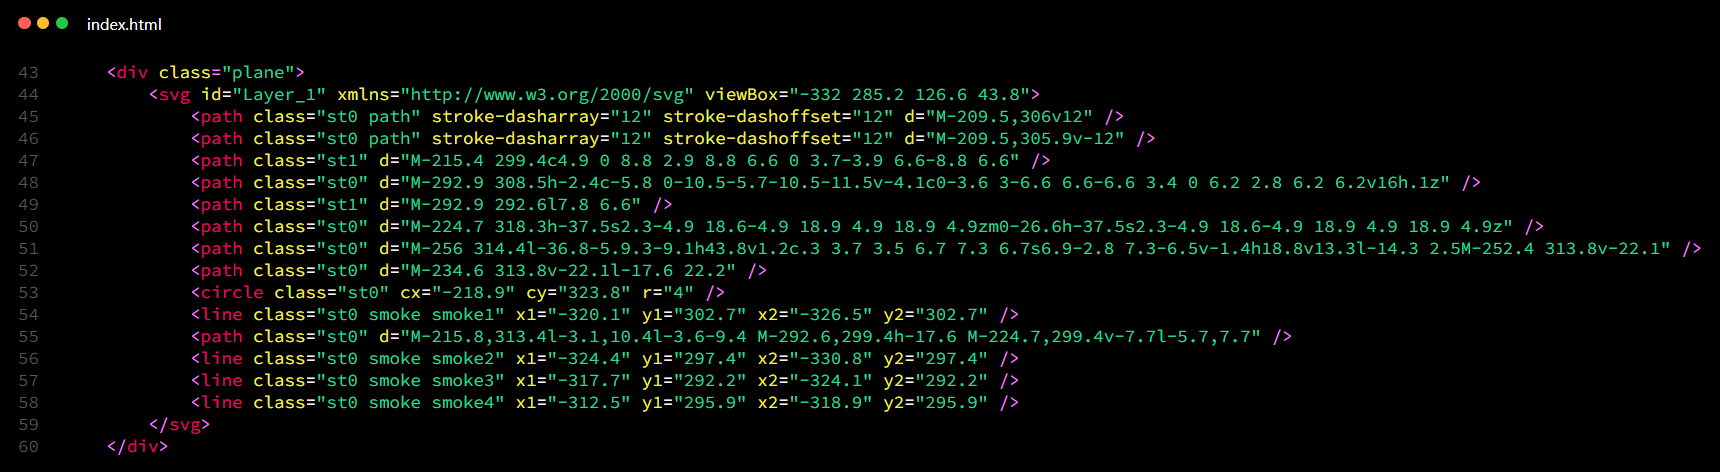 index.html
43 <div class="plane">
44 <svg id="Layer_1" xmlns="http://www.w3.org/2000/svg" viewBox="-332 285.2 126.6 43.8">
45 <path class="st0 path" stroke-dasharray="12" stroke-dashoffset="12" d="M-209.5,306v12" />
46 <path class="st0 path" stroke-dasharray="12" stroke-dashoffset="12" d="M-209.5,305.9v-12" />
47 <path class="st1" d="M-215.4 299.4c4.9 0 8.8 2.9 8.8 6.6 0 3.7-3.9 6.6-8.8 6.6" />
48 <path class="st0" d="M-292.9 308.5h-2.4c-5.8 0-10.5-5.7-10.5-11.5v-4.1c0-3.6 3-6.6 6.6-6.6 3.4 0 6.2 2.8 6.2 6.2v16h.1z" />
49 <path class="st1" d="M-292.9 292.6l7.8 6.6" />
50 <path class="st0" d="M-224.7 318.3h-37.5s2.3-4.9 18.6-4.9 18.9 4.9 18.9 4.9zm0-26.6h-37.5s2.3-4.9 18.6-4.9 18.9 4.9 18.9 4.9z" />
51 <path class="st0" d="M-256 314.4l-36.8-5.9.3-9.1h43.8v1.2c.3 3.7 3.5 6.7 7.3 6.7s6.9-2.8 7.3-6.5v-1.4h18.8v13.3l-14.3 2.5M-252.4 313.8v-22.1" />
52 <path class="st0" d="M-234.6 313.8v-22.1l-17.6 22.2" />
53 <circle class="st0" cx="-218.9" cy="323.8" r="4" />
54 <line class="st0 smoke smoke1" x1="-320.1" y1="302.7" x2="-326.5" y2="302.7" />
55 <path class="st0" d="M-215.8,313.4l-3.1,10.4l-3.6-9.4 M-292.6,299.4h-17.6 M-224.7,299.4v-7.7l-5.7,7.7" />
56 <line class="st0 smoke smoke2" x1="-324.4" y1="297.4" x2="-330.8" y2="297.4" />
57 <line class="st0 smoke smoke3" x1="-317.7" y1="292.2" x2="-324.1" y2="292.2" />
58 <line class="st0 smoke smoke4" x1="-312.5" y1="295.9" x2="-318.9" y2="295.9" />
59 </svg>
60 </div>